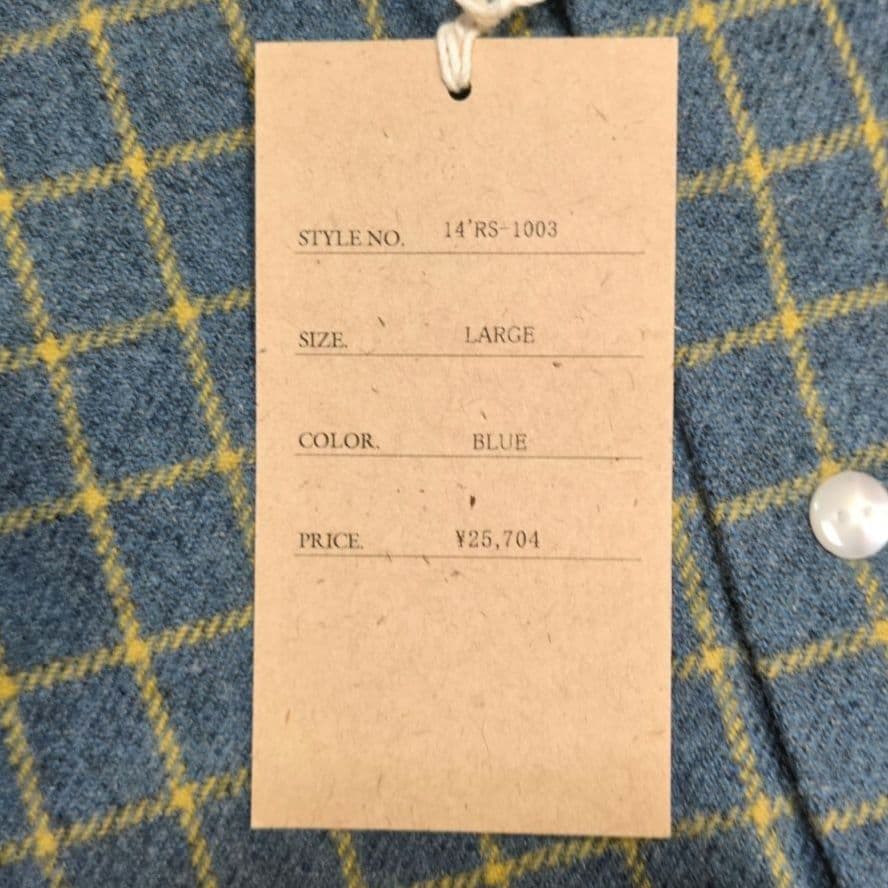 STYLE NO. 14'RS-1003
SIZE. LARGE
COLOR. BLUE
PRICE. ¥25,704